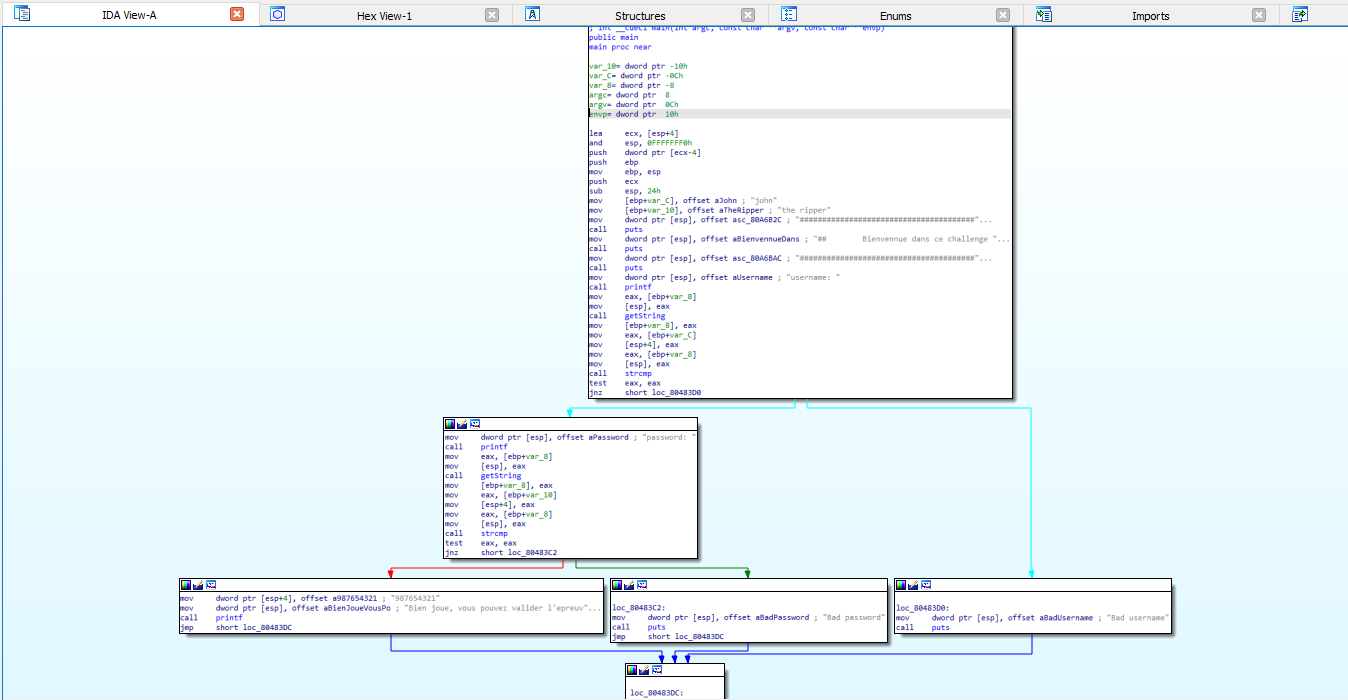 IDA View-A
Hex View-1
Structures
Enums
Imports
; int __cdecl main(int argc, const char **argv, const char **envp)
public main
main proc near
var_10= dword ptr -10h
var_C= dword ptr -0Ch
var_8= dword ptr -8
argc= dword ptr 8
argv= dword ptr 0Ch
envp= dword ptr 10h
lea ecx, [esp+4]
and esp, 0FFFFFFF0h
push dword ptr [ecx-4]
push ebp
mov ebp, esp
push ecx
sub esp, 24h
mov [ebp+var_C], offset aJohn ; "john"
mov [ebp+var_10], offset aTheRipper ; "the ripper"
mov dword ptr [esp], offset asc_80A6B2C ; "#######################################"...
call puts
mov dword ptr [esp], offset aBienvennueDans ; "## Bienvennue dans ce challenge "...
call puts
mov dword ptr [esp], offset asc_80A6BAC ; "#######################################"...
call puts
mov dword ptr [esp], offset aUsername ; "username: "
call printf
mov eax, [ebp+var_8]
mov [esp], eax
call getString
mov [ebp+var_8], eax
mov eax, [ebp+var_C]
mov [esp+4], eax
mov eax, [ebp+var_8]
mov [esp], eax
call strcmp
test eax, eax
jnz short loc_80483D0
mov dword ptr [esp], offset aPassword ; "password: "
call printf
mov eax, [ebp+var_8]
mov [esp], eax
call getString
mov [ebp+var_8], eax
mov eax, [ebp+var_10]
mov [esp+4], eax
mov eax, [ebp+var_8]
mov [esp], eax
call strcmp
test eax, eax
jnz short loc_80483C2
mov dword ptr [esp+4], offset a987654321 ; "987654321"
mov dword ptr [esp], offset aBienJoueVousPo ; "Bien joue, vous pouvez valider l'epreuv"...
call printf
jmp short loc_80483DC
loc_80483C2:
mov dword ptr [esp], offset aBadPassword ; "Bad password"
call puts
jmp short loc_80483DC
loc_80483D0:
mov dword ptr [esp], offset aBadUsername ; "Bad username"
call puts
loc_80483DC: